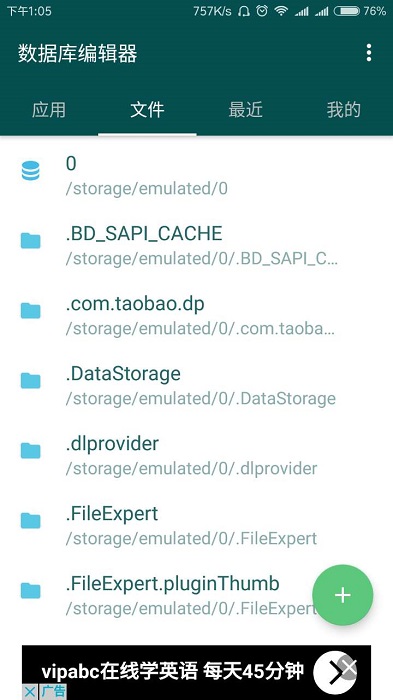 下午1:05 757K/s 76%
数据库编辑器
应用 文件 最近 我的
0
/storage/emulated/0
.BD_SAPI_CACHE
/storage/emulated/0/.BD_SAPI_C...
.com.taobao.dp
/storage/emulated/0/.com.taoba...
.DataStorage
/storage/emulated/0/.DataStorage
.dlprovider
/storage/emulated/0/.dlprovider
.FileExpert
/storage/emulated/0/.FileExpert
.FileExpert.pluginThumb
/storage/emulated/0/.FileExpert
vipabc在线学英语 每天45分钟
广告